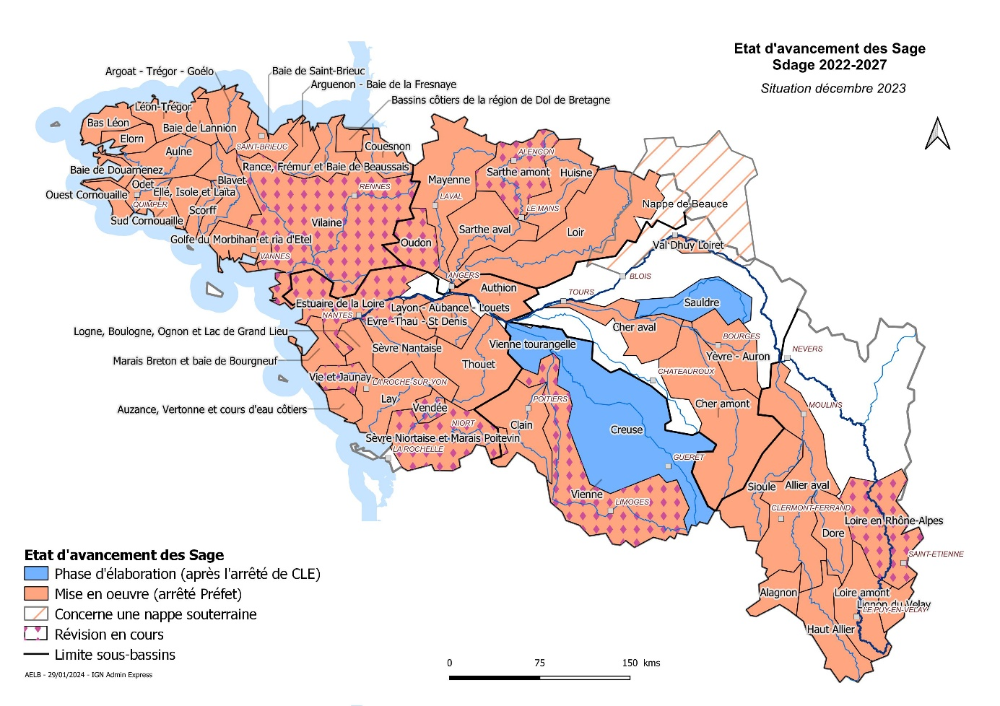 Etat d'avancement des Sage
Sdage 2022-2027
Situation décembre 2023
Argoat - Trégor - Goélo
Baie de Saint-Brieuc
Arguenon - Baie de la Fresnaye
Bassins côtiers de la région de Dol de Bretagne
Léon-Trégor
Bas Léon
Baie de Lannion
Elorn
SAINT-BRIEUC
Couesnon
Aulne
ALENCON
Baie de Douarnenez
Rance, Frémur et Baie de Beaussais
Sarthe amont
Huisne
Blavet
Mayenne
Odet
Ellé, Isole et Laïta
RENNES
Ouest Cornouaille
QUIMPER
LAVAL
Nappe de Beauce
Scorff
LE MANS
Sud Cornouaille
Vilaine
Sarthe aval
Loir
Golfe du Morbihan et ria d'Etel
Oudon
Val Dhuy Loiret
VANNES
ANGERS
BLOIS
Authion
TOURS
Estuaire de la Loire
Layon - Aubance - Louets
Sauldre
NANTES
Evre -Thau - St Denis
Cher aval
Logne, Boulogne, Ognon et Lac de Grand Lieu
BOURGES
Vienne tourangelle
Sèvre Nantaise
NEVERS
Marais Breton et baie de Bourgneuf
Thouet
Yèvre - Auron
CHATEAUROUX
Vie et Jaunay
LA ROCHE-SUR-YON
Lay
POITIERS
Cher amont
MOULINS
Auzance, Vertonne et cours d'eau côtiers
Vendée
NIORT
Clain
Creuse
Sèvre Niortaise et Marais Poitevin
LA ROCHELLE
GUERET
Sioule
Allier aval
Vienne
LIMOGES
CLERMONT-FERRAND
Loire en Rhône-Alpes
Dore
SAINT-ETIENNE
Alagnon
Loire amont
Lignon du Velay
LE PUY-EN-VELAY
Haut Allier
Etat d'avancement des Sage
Phase d'élaboration (après l'arrêté de CLE)
Mise en oeuvre (arrêté Préfet)
Concerne une nappe souterraine
Révision en cours
Limite sous-bassins
AELB - 29/01/2024 - IGN Admin Express
0 75 150 kms